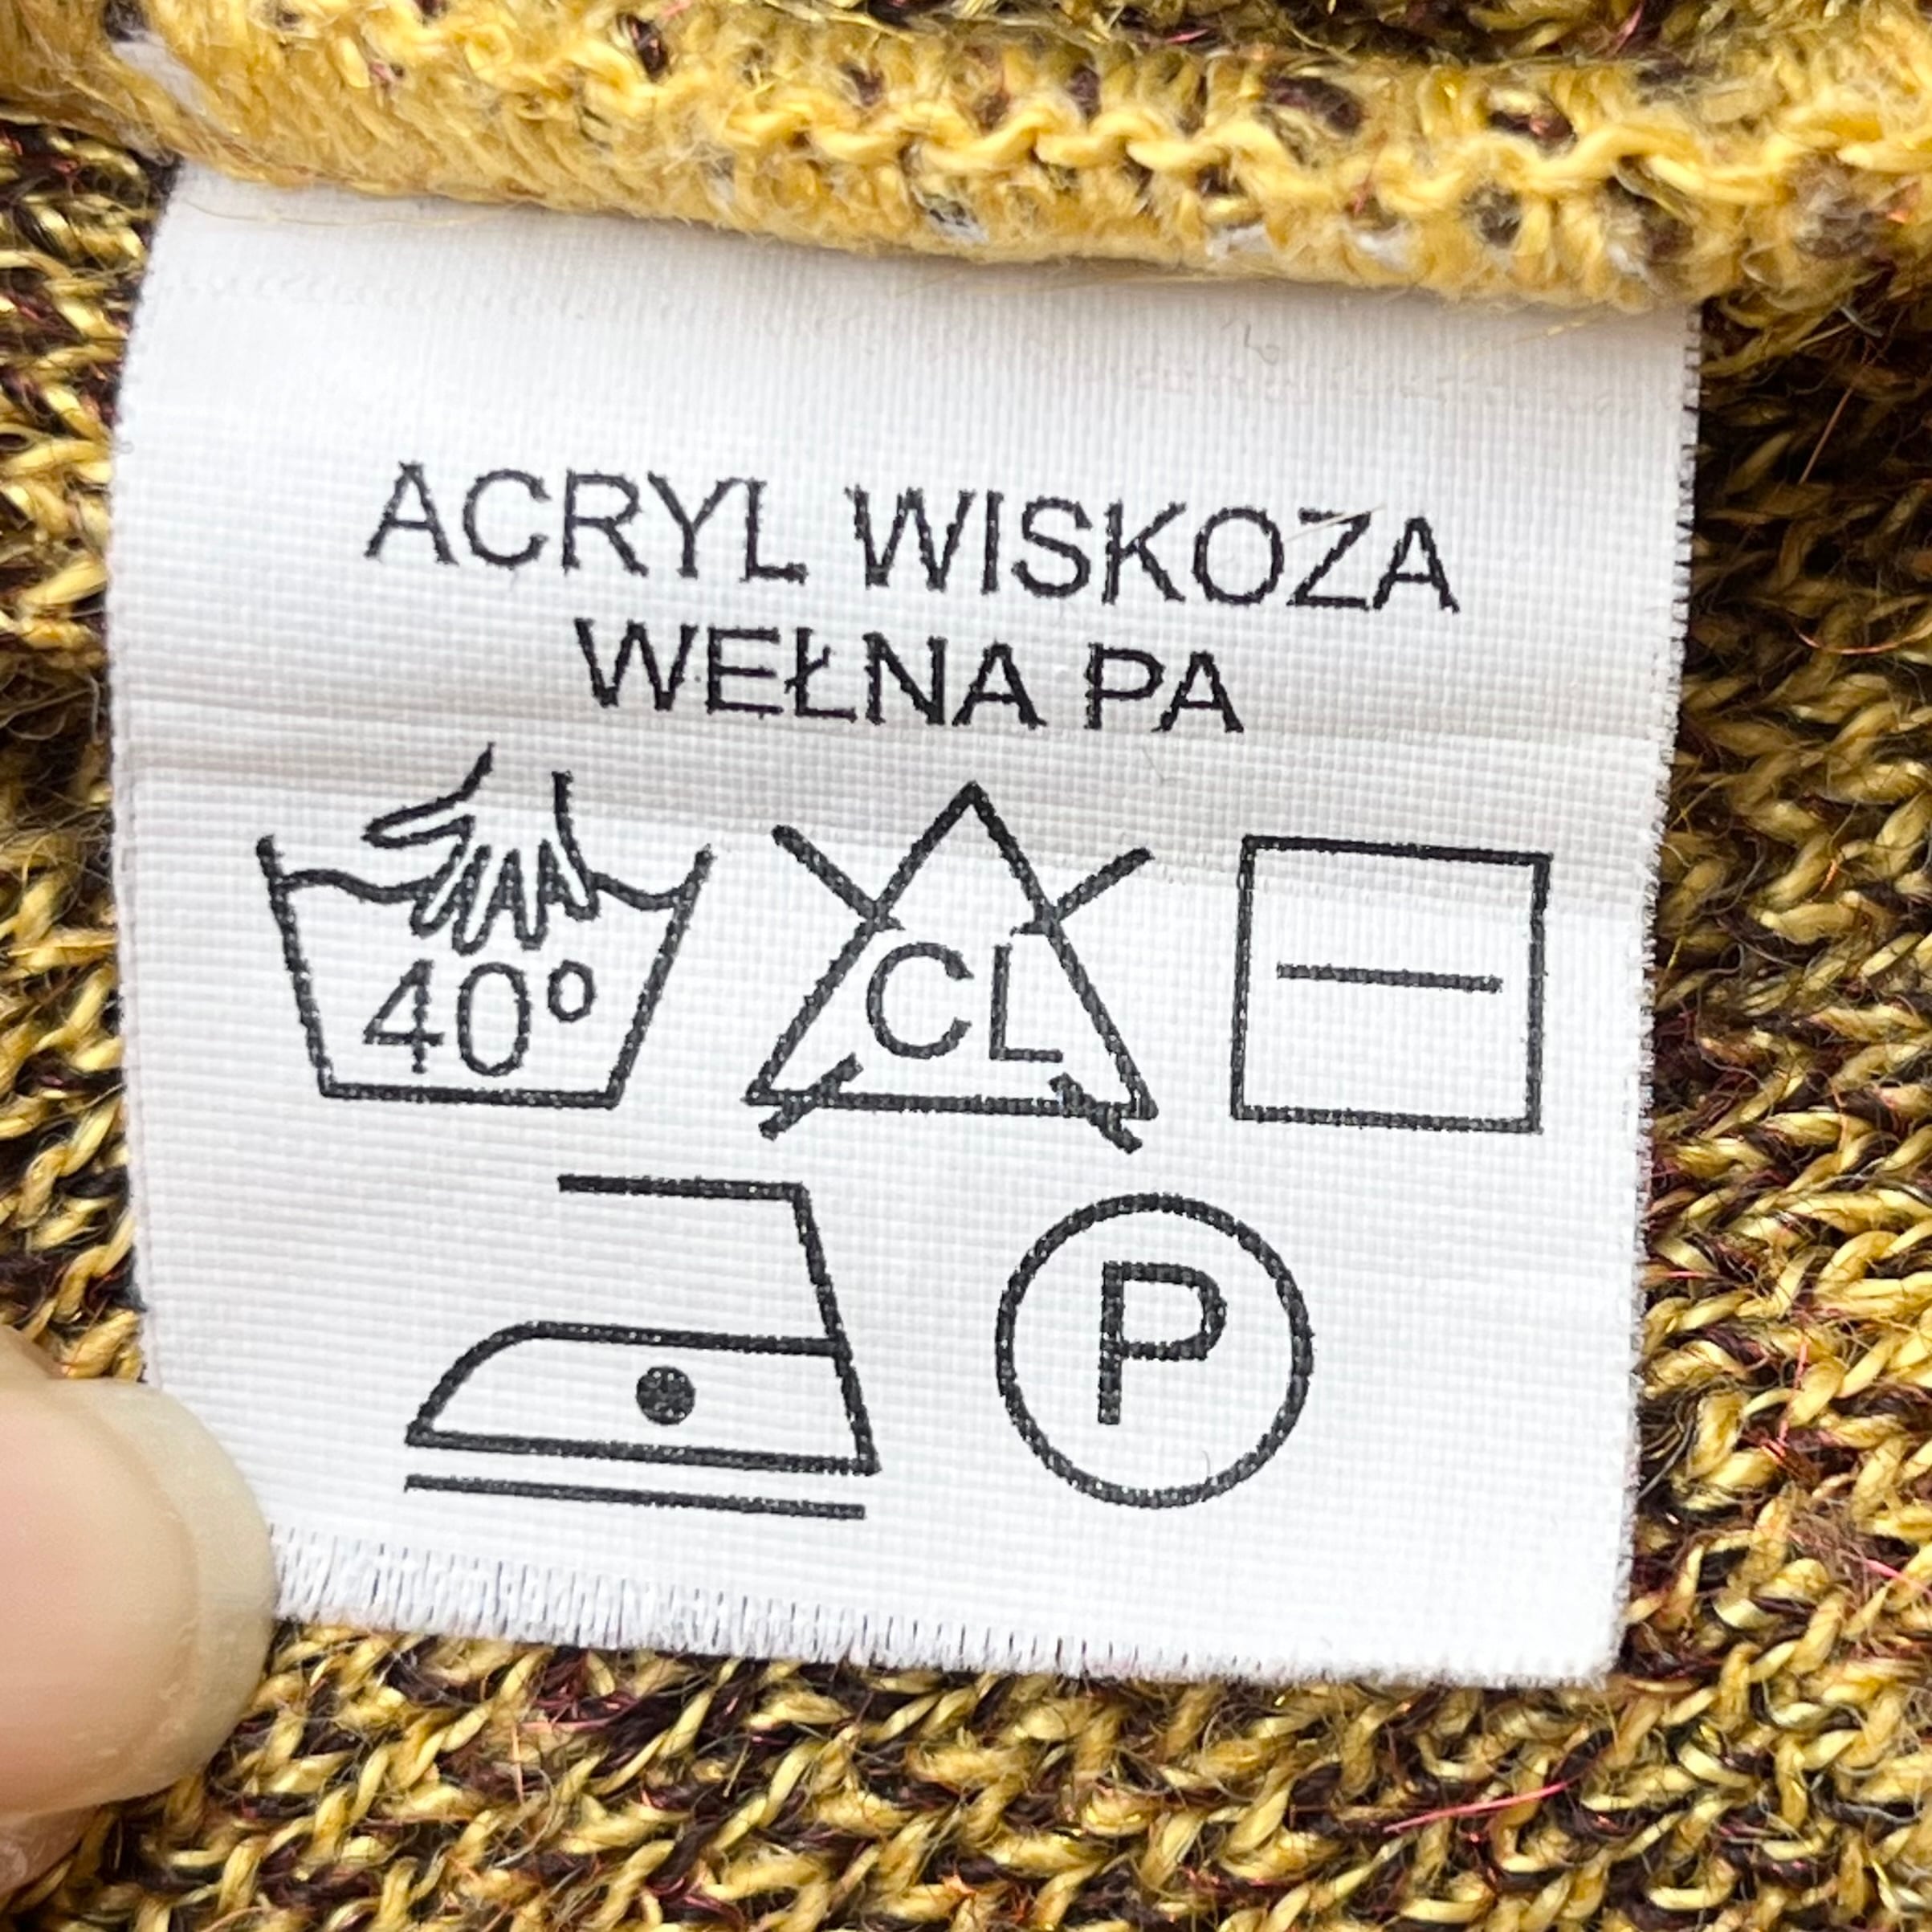 ACRYL WISKOZA
WEŁNA PA
40°
CL
P